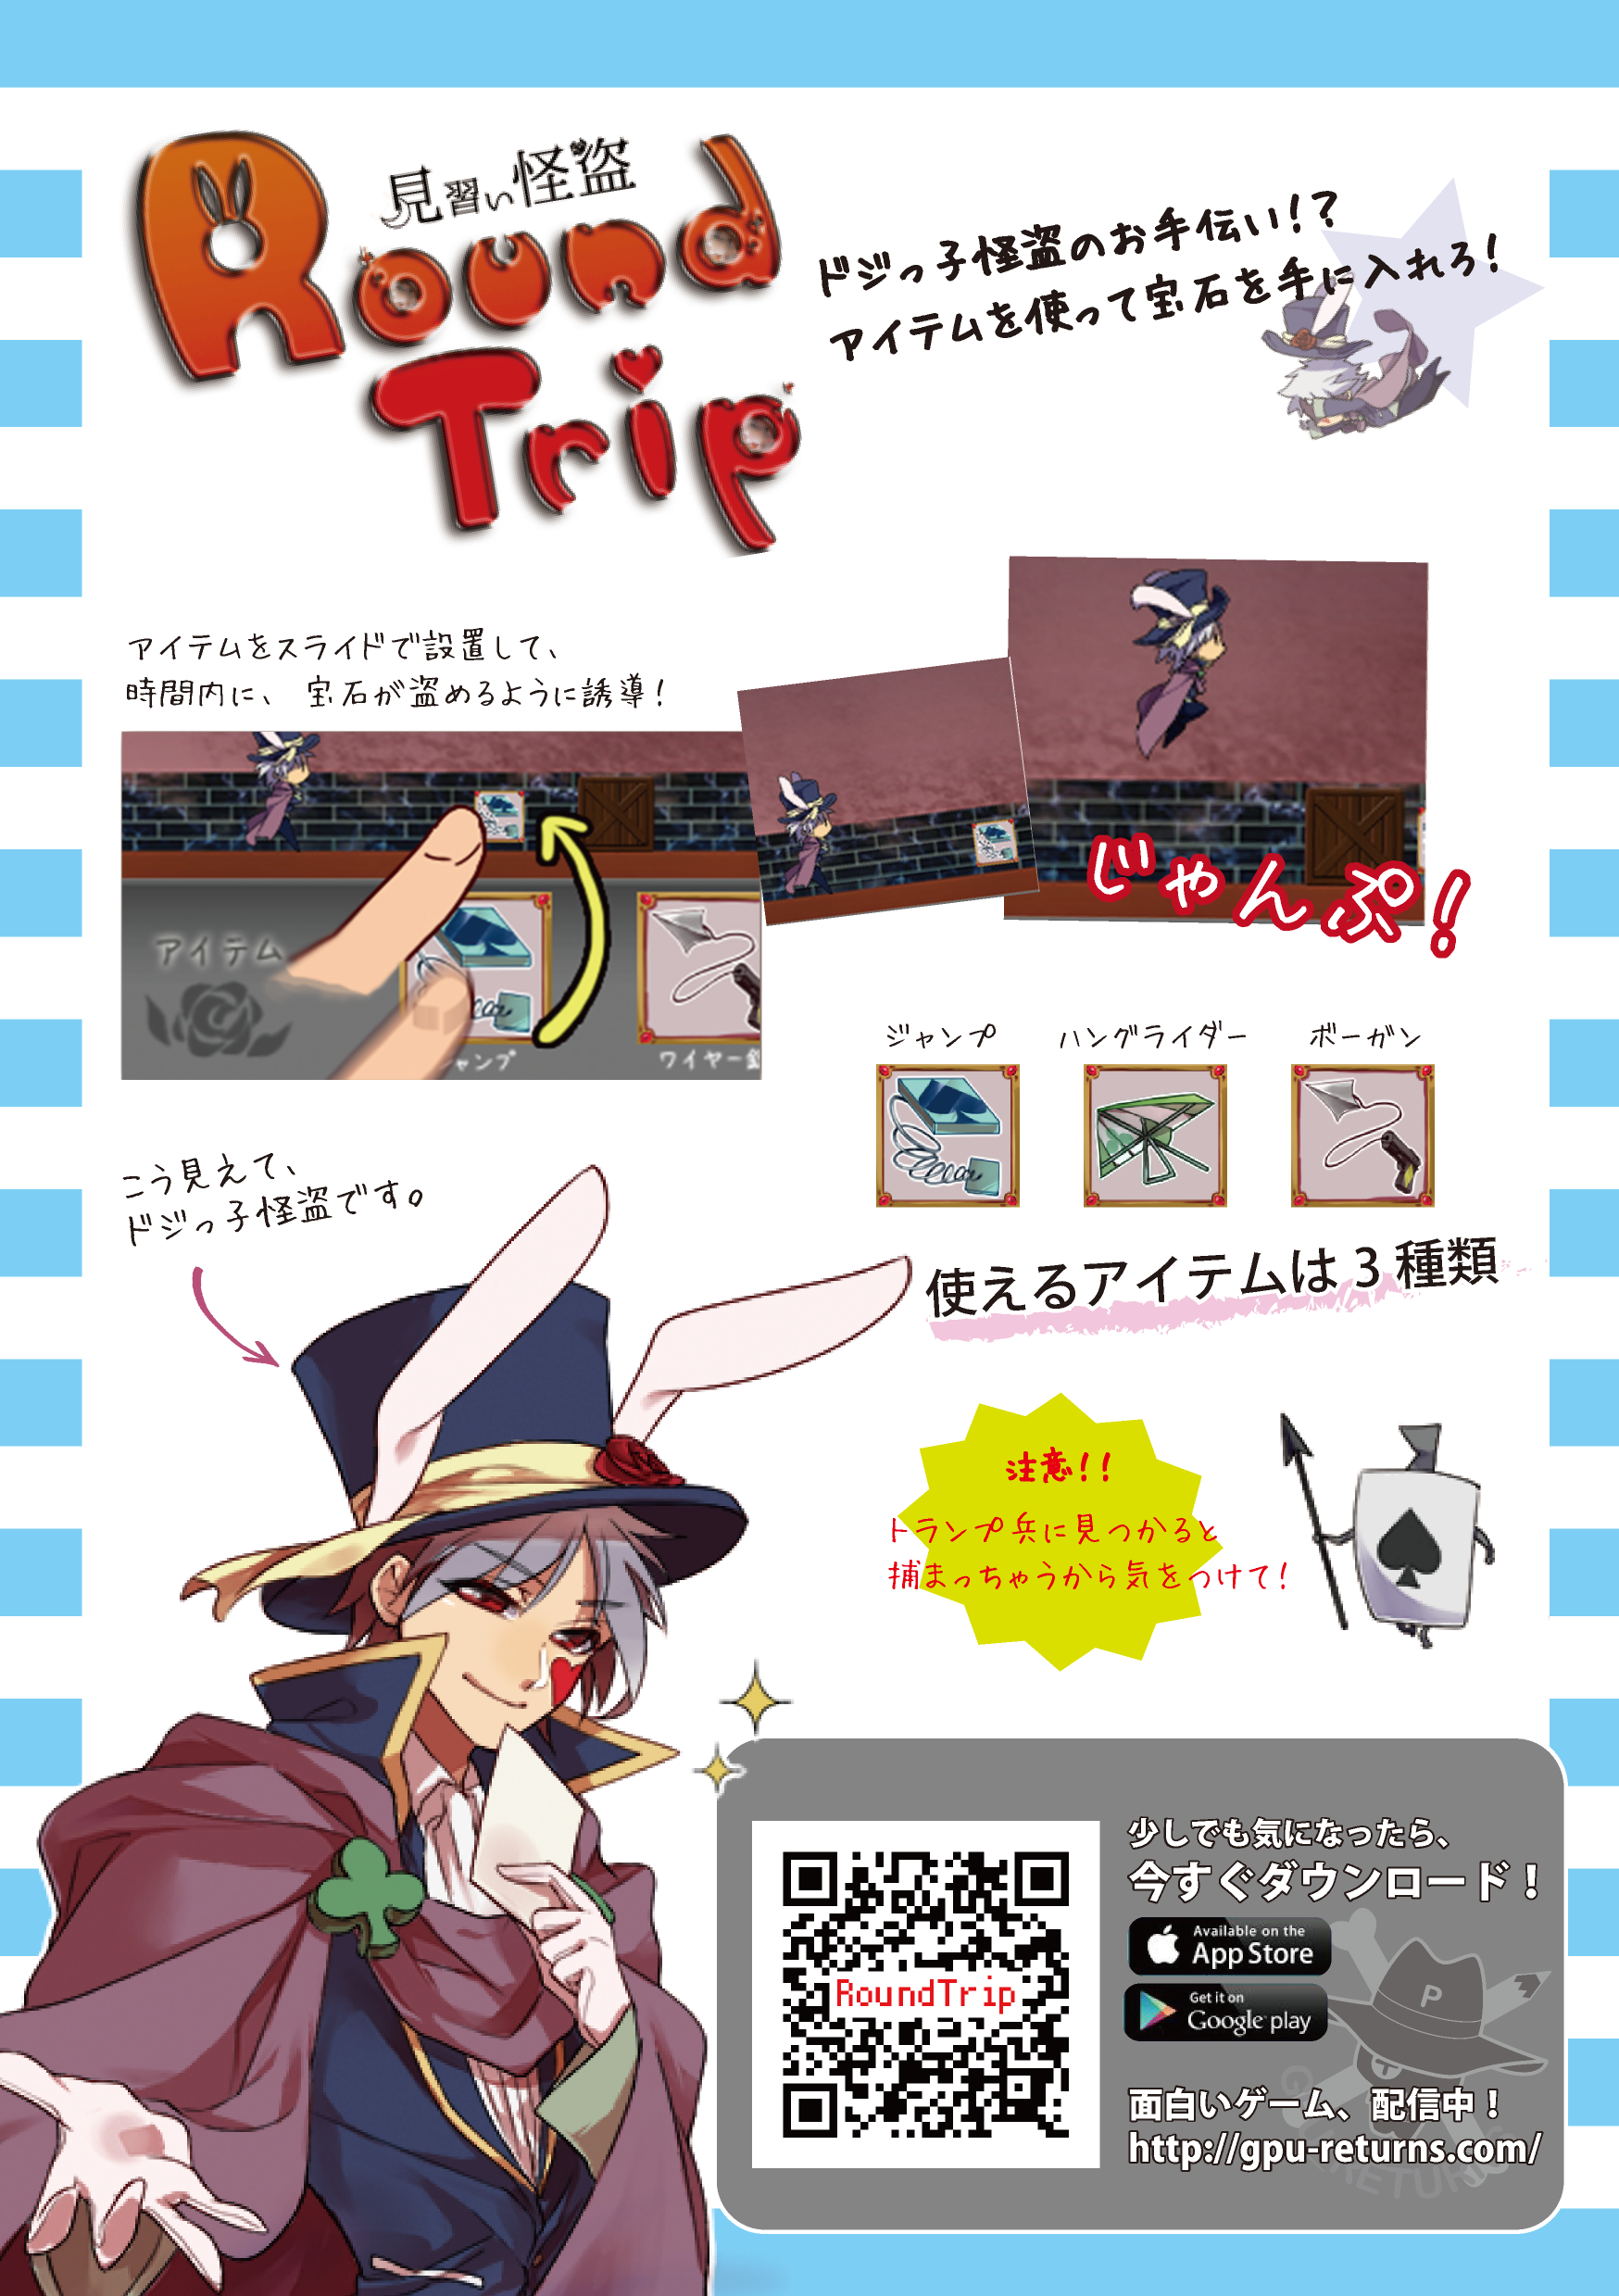 見習い怪盗
Round
Trip
ドジっ子怪盗のお手伝い!?
アイテムを使って宝石を手に入れろ!
アイテムをスライドで設置して、
時間内に、 宝石が盗めるように誘導!
アイテム
ャンプ
ワイヤー
じゃんぷ!
ジャンプ
ハングライダー
ボーガン
こう見えて、
ドジっ子怪盗です。
使えるアイテムは3種類
注意!!
トランプ兵に見つかると
捕まっちゃうから気をつけて!
少しでも気になったら、
今すぐダウンロード!
Available on the
App Store
Get it on
Google play
RoundTrip
P
面白いゲーム、配信中!
http://gpu-returns.com/